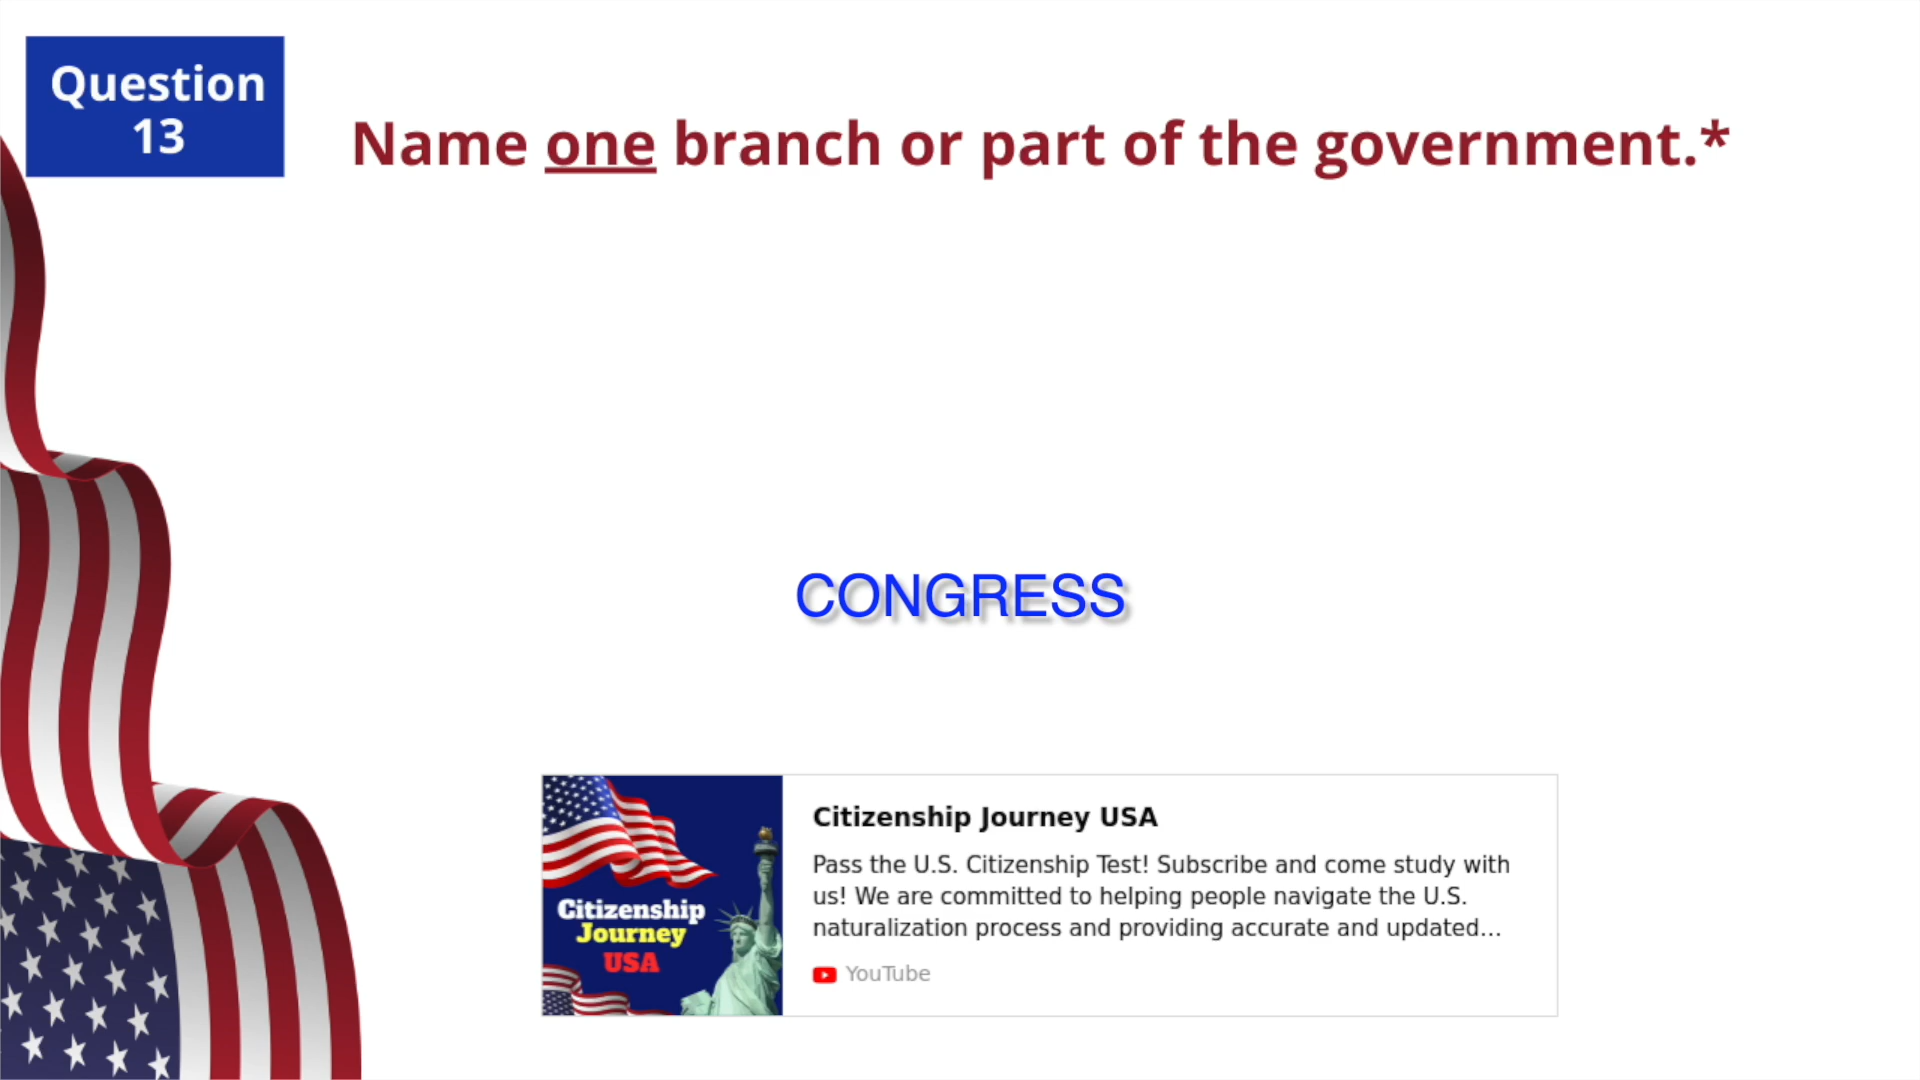 Question
13
Name one branch or part of the government.*
CONGRESS
Citizenship
Journey
USA
Citizenship Journey USA
Pass the U.S. Citizenship Test! Subscribe and come study with
us! We are committed to helping people navigate the U.S.
naturalization process and providing accurate and updated...
YouTube